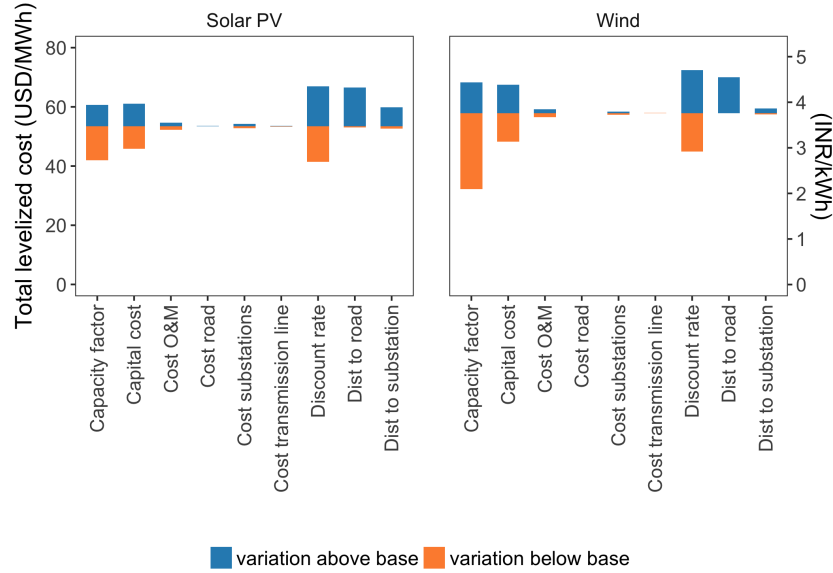 Solar PV
Wind
Total levelized cost (USD/MWh)
80
60
40
20
0
5
4
3
2
1
0
(INR/kWh)
Capacity factor
Capital cost
Cost O&M
Cost road
Cost substations
Cost transmission line
Discount rate
Dist to road
Dist to substation
Capacity factor
Capital cost
Cost O&M
Cost road
Cost substations
Cost transmission line
Discount rate
Dist to road
Dist to substation
variation above base
variation below base